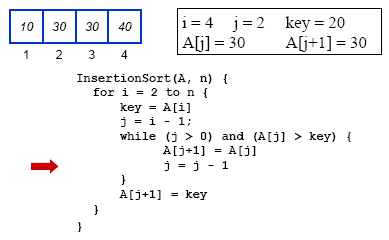 10 30 30 40
1 2 3 4
i = 4 j = 2 key = 20
A[j] = 30 A[j+1] = 30
InsertionSort(A, n) {
for i = 2 to n {
key = A[i]
j = i - 1;
while (j > 0) and (A[j] > key) {
A[j+1] = A[j]
j = j - 1
}
A[j+1] = key
}
}